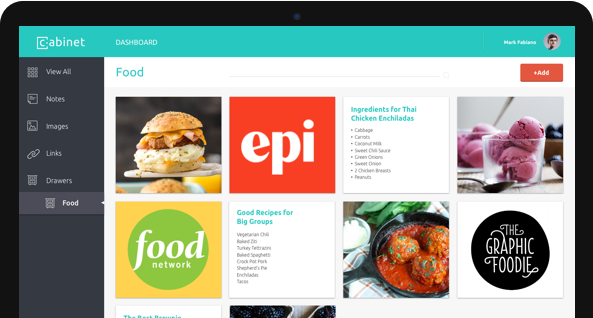 Cabinet
DASHBOARD
Mark Fabiano
View All
Notes
Images
Links
Drawers
Food
Food
+Add
epi
Ingredients for Thai
Chicken Enchiladas
• Cabbage
• Carrots
• Coconut Milk
• Sweet Chili Sauce
• Green Onions
• Sweet Onion
• 2 Chicken Breasts
• Peanuts
food
network
Good Recipes for
Big Groups
Vegetarian Chili
Baked Ziti
Turkey Tettrazini
Baked Spaghetti
Crock Pot Pork
Shepherd's Pie
Enchiladas
Tacos
THE
GRAPHIC
FOODIE
The Best Brownie